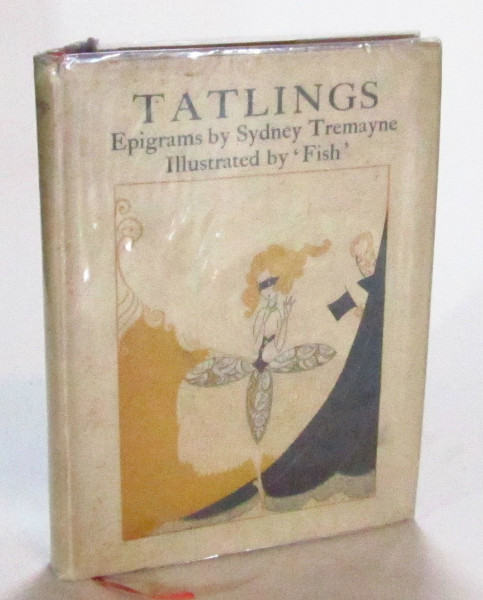 TATLINGS
Epigrams by Sydney Tremayne
Illustrated by ‘Fish’